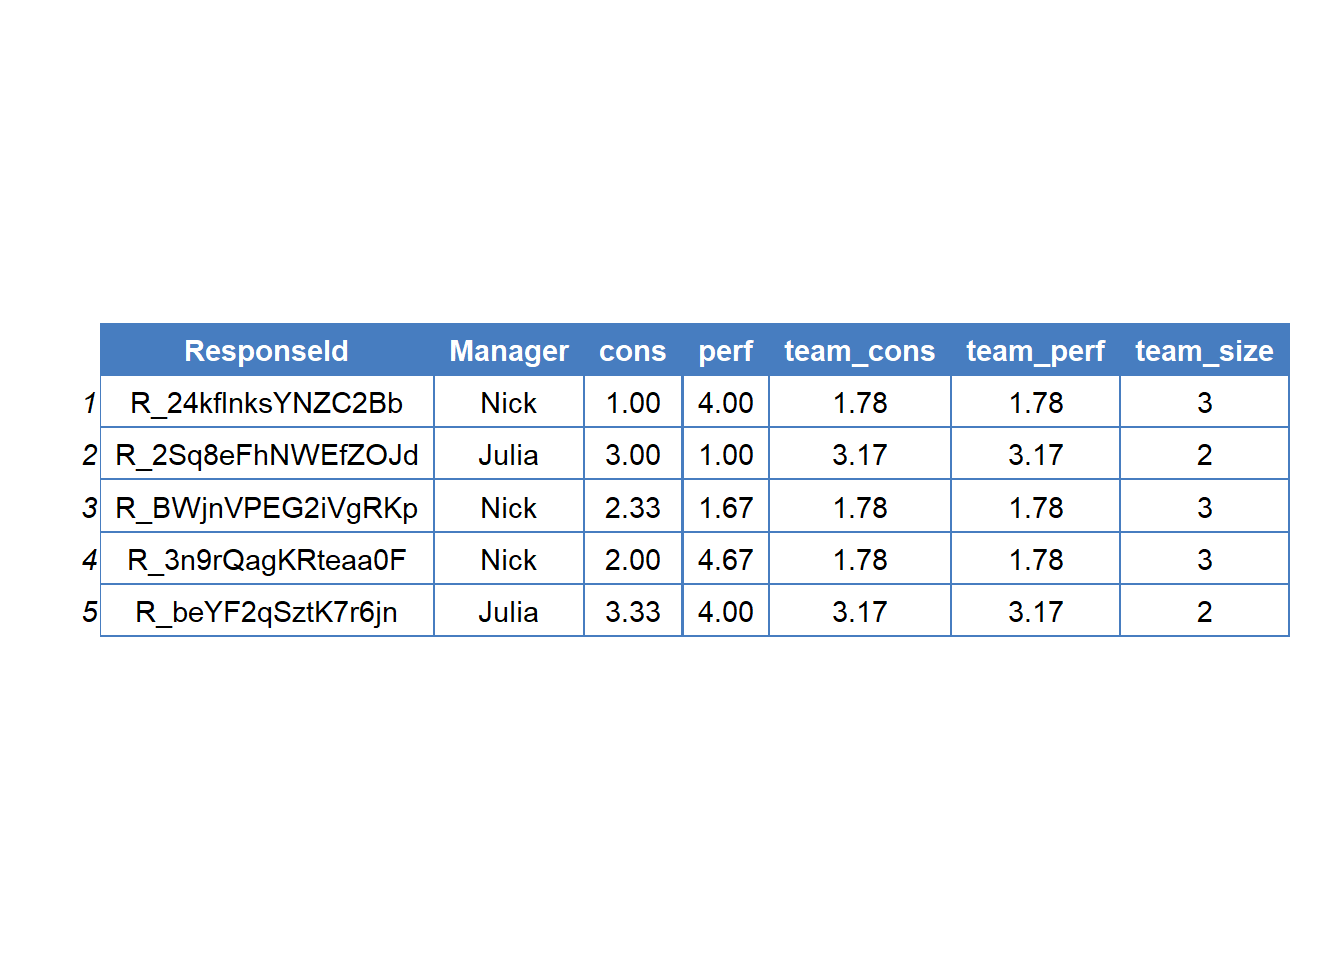 ResponseId Manager cons perf team_cons team_perf team_size
1 R_24kflnksYNZC2Bb Nick 1.00 4.00 1.78 1.78 3
2 R_2Sq8eFhNWEfZOJd Julia 3.00 1.00 3.17 3.17 2
3 R_BWjnVPEG2iVgRKp Nick 2.33 1.67 1.78 1.78 3
4 R_3n9rQagKRteaa0F Nick 2.00 4.67 1.78 1.78 3
5 R_beYF2qSztK7r6jn Julia 3.33 4.00 3.17 3.17 2